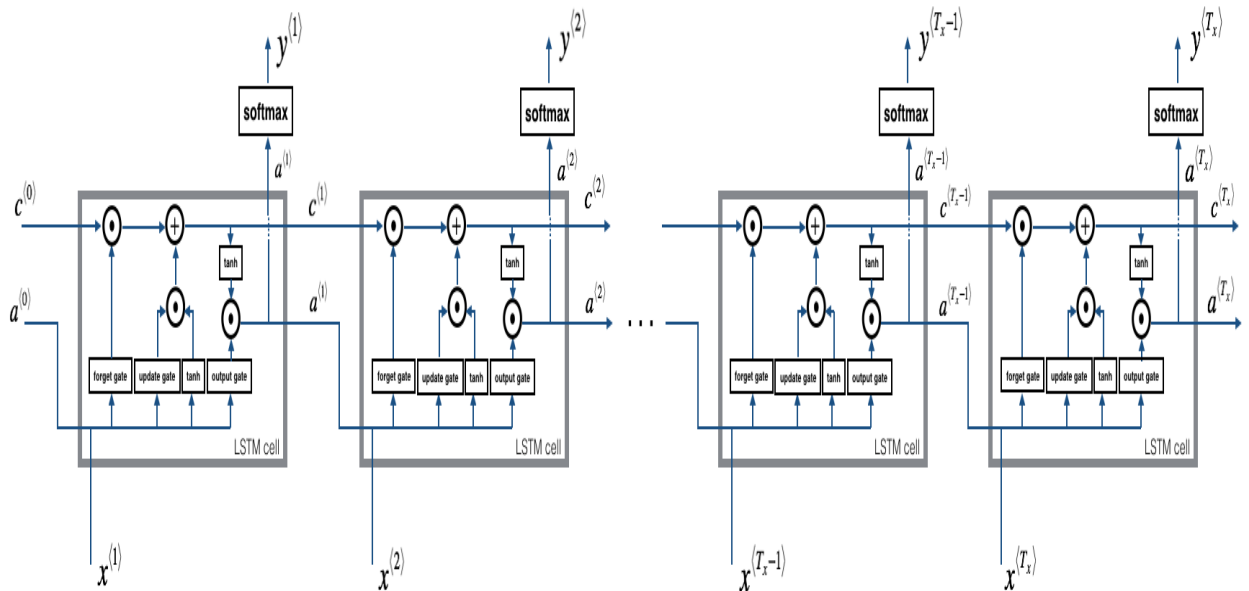 y⟨1⟩ y⟨2⟩ y⟨Tₓ−1⟩ y⟨Tₓ⟩
softmax softmax softmax softmax
a⟨1⟩ a⟨2⟩ a⟨Tₓ−1⟩ a⟨Tₓ⟩
c⟨0⟩ c⟨1⟩ c⟨2⟩ c⟨Tₓ−1⟩ c⟨Tₓ⟩
+ + + +
tanh tanh tanh tanh
a⟨0⟩ a⟨1⟩ a⟨2⟩ ... a⟨Tₓ−1⟩ a⟨Tₓ⟩
forget gate update gate tanh output gate forget gate update gate tanh output gate forget gate update gate tanh output gate forget gate update gate tanh output gate
LSTM cell LSTM cell LSTM cell LSTM cell
x⟨1⟩ x⟨2⟩ x⟨Tₓ−1⟩ x⟨Tₓ⟩